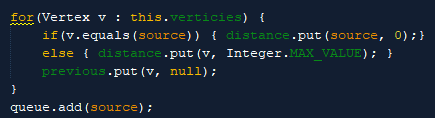 for(Vertex v : this.verticies) {
if(v.equals(source)) { distance.put(source, 0);}
else { distance.put(v, Integer.MAX_VALUE); }
previous.put(v, null);
}
queue.add(source);